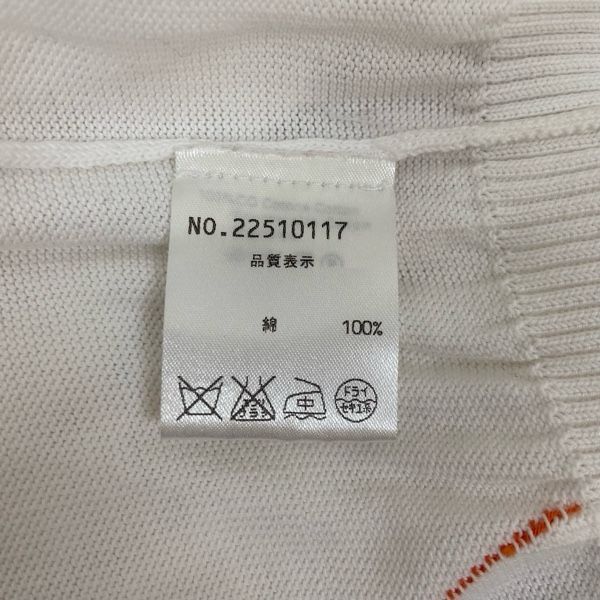 NO.22510117
品質表示
綿 100%
中 ドライ
セキユ系